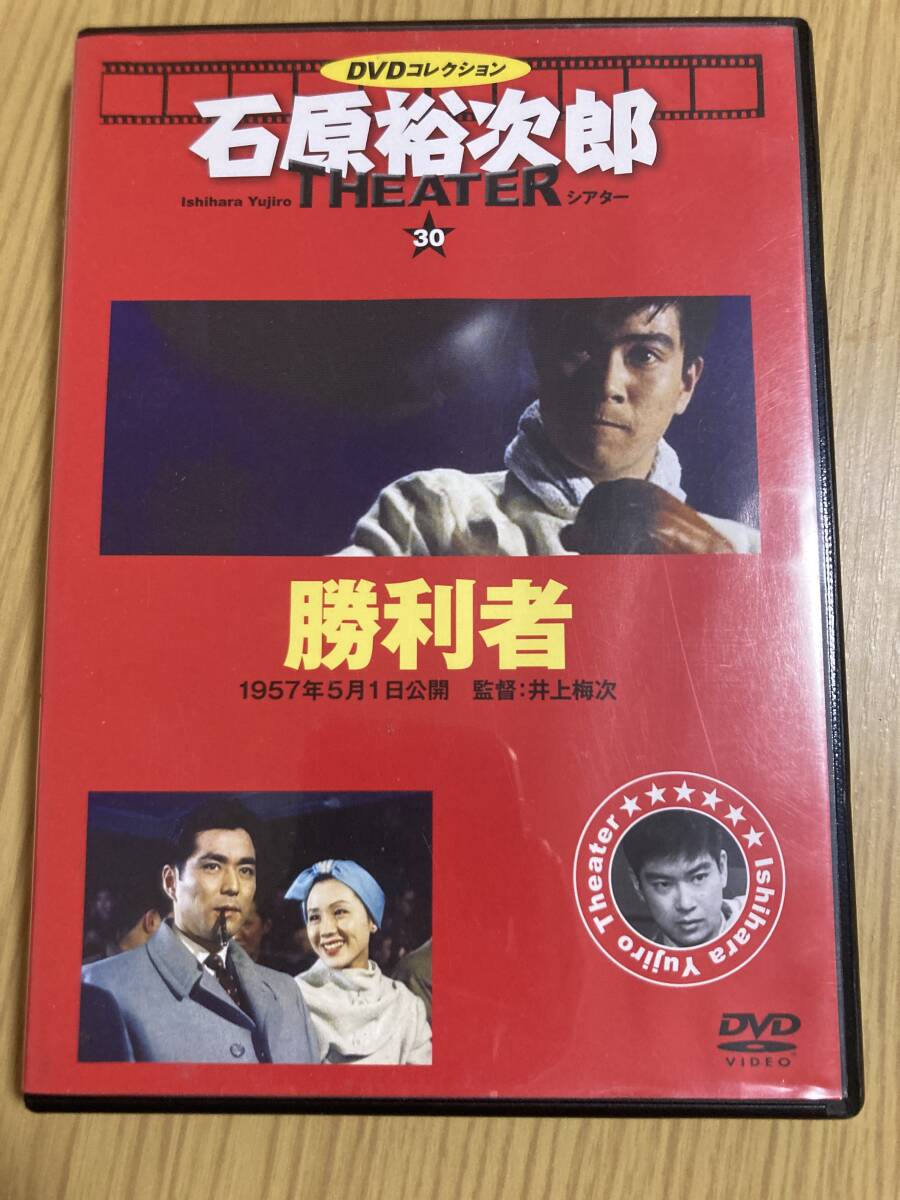 DVDコレクション
石原裕次郎
Ishihara Yujiro THEATER シアター
30
勝利者
1957年5月1日公開 監督:井上梅次
Ishihara Yujiro Theater
DVD
VIDEO